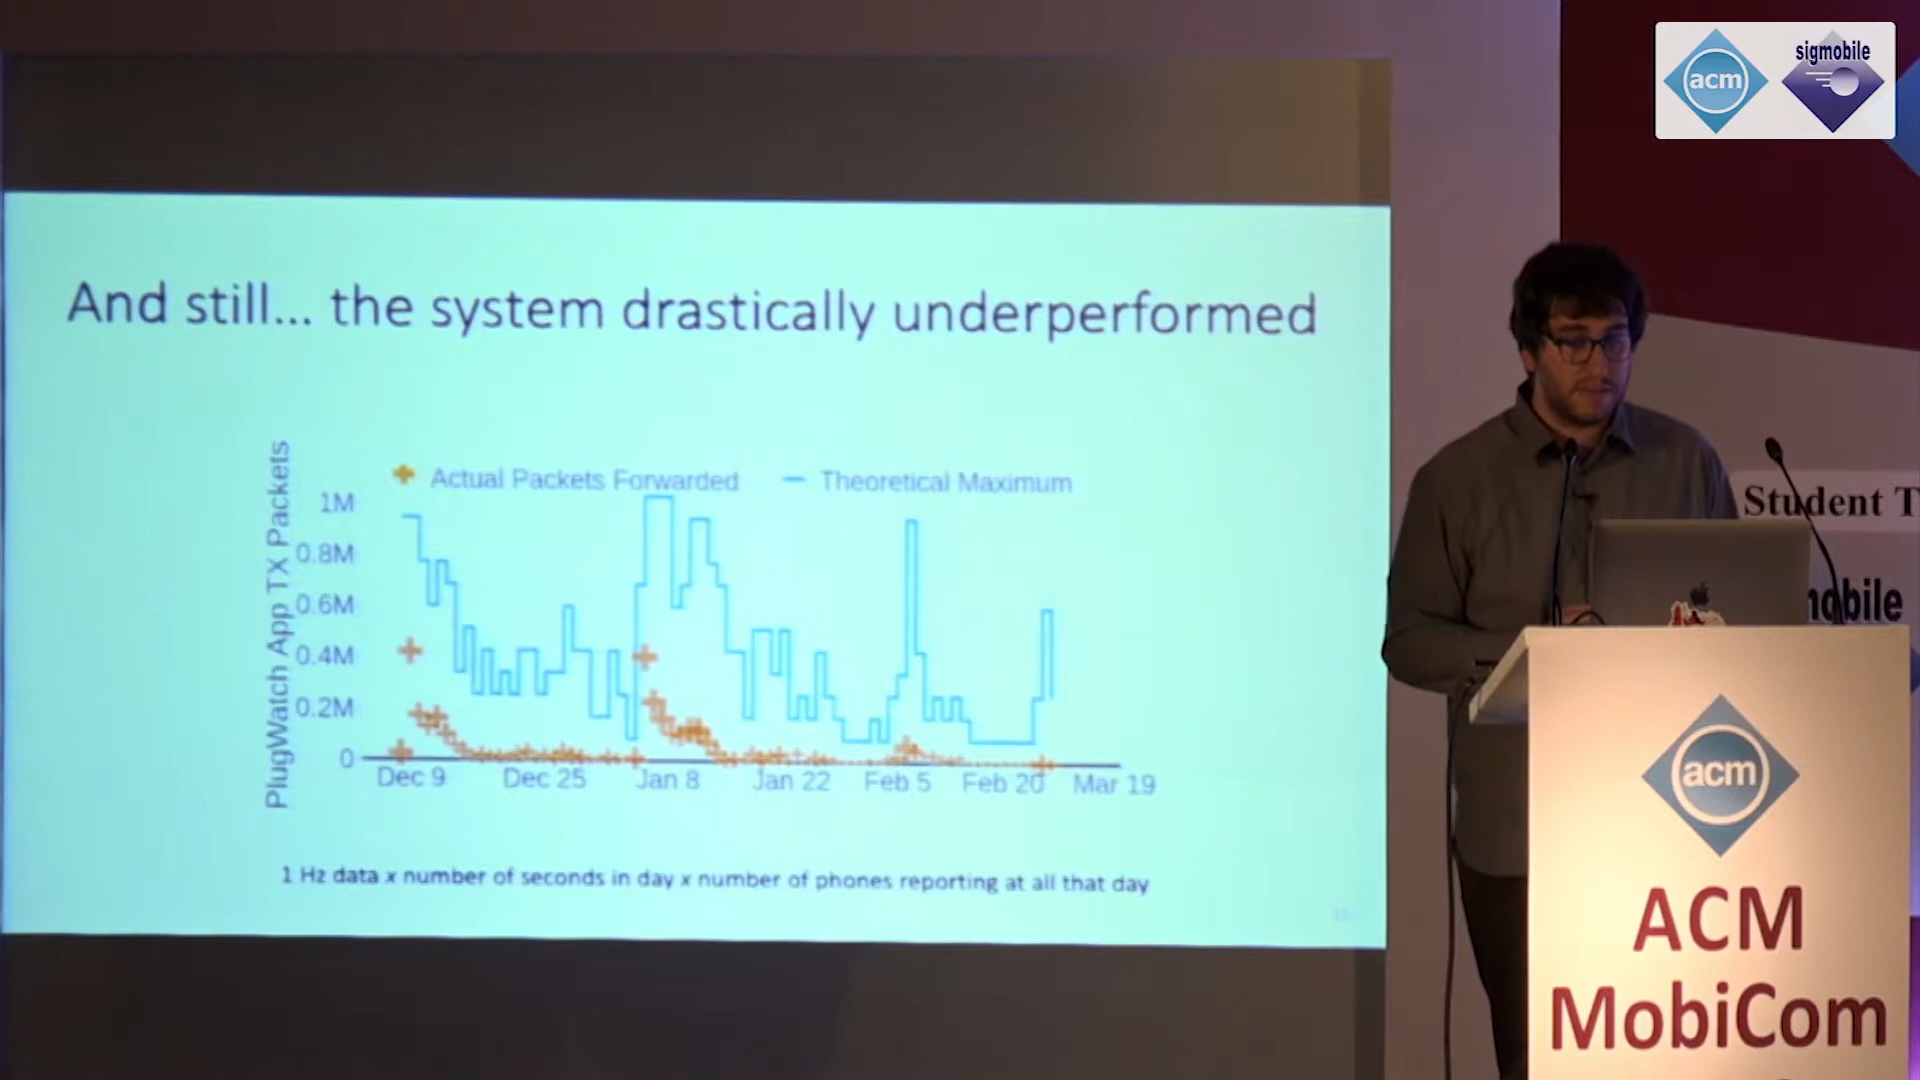 acm
sigmobile
And still... the system drastically underperformed
Actual Packets Forwarded
Theoretical Maximum
PlugWatch App TX Packets
1M
0.8M
0.6M
0.4M
0.2M
0
Dec 9
Dec 25
Jan 8
Jan 22
Feb 5
Feb 20
Mar 19
1 Hz data x number of seconds in day x number of phones reporting at all that day
Student T
mobile
acm
ACM
MobiCom